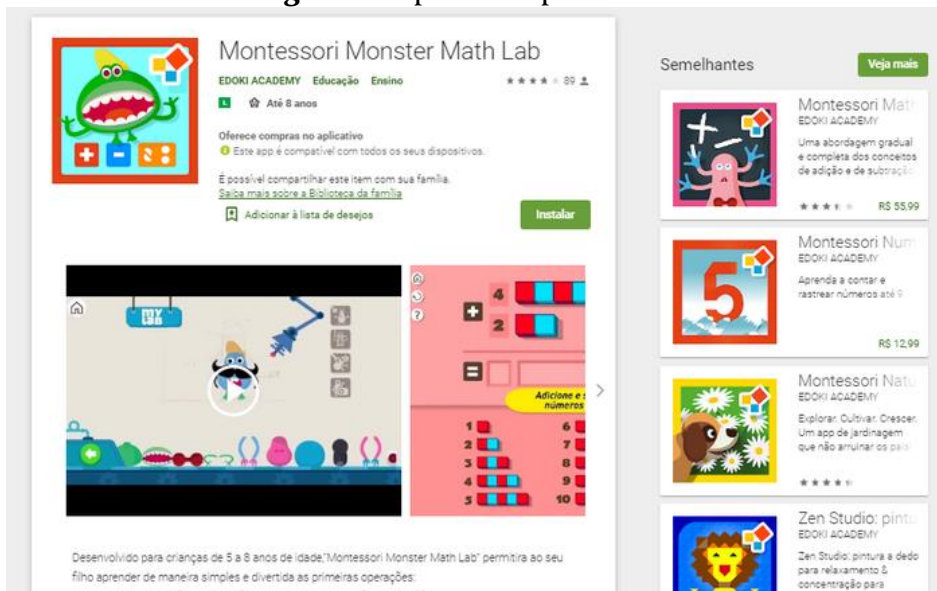 Montessori Monster Math Lab
EDOKI ACADEMY Educação Ensino
89
L Até 8 anos
Oferece compras no aplicativo
Este app é compatível com todos os seus dispositivos.
É possível compartilhar este item com sua família.
Saiba mais sobre a Biblioteca da família
Adicionar à lista de desejos
Instalar
MY
LAB
4
2
Adicione e s
números
1
2
3
4
5
6
7
8
9
10
Desenvolvido para crianças de 5 a 8 anos de idade,"Montessori Monster Math Lab" permitira ao seu
filho aprender de maneira simples e divertida as primeiras operações:
Semelhantes
Veja mais
Montessori Math
EDOKI ACADEMY
Uma abordagem gradual
e completa dos conceitos
de adição e de subtração
R$ 55,99
5
Montessori Num
EDOKI ACADEMY
Aprenda a contar e
rastrear números até 9
R$ 12,99
Montessori Natu
EDOKI ACADEMY
Explorar. Cultivar. Crescer.
Um app de jardinagem
que não arruinar os
Zen Studio: pintu
EDOKI ACADEMY
Zen Studio: pintura a dedo
para relaxamento &
concentração para